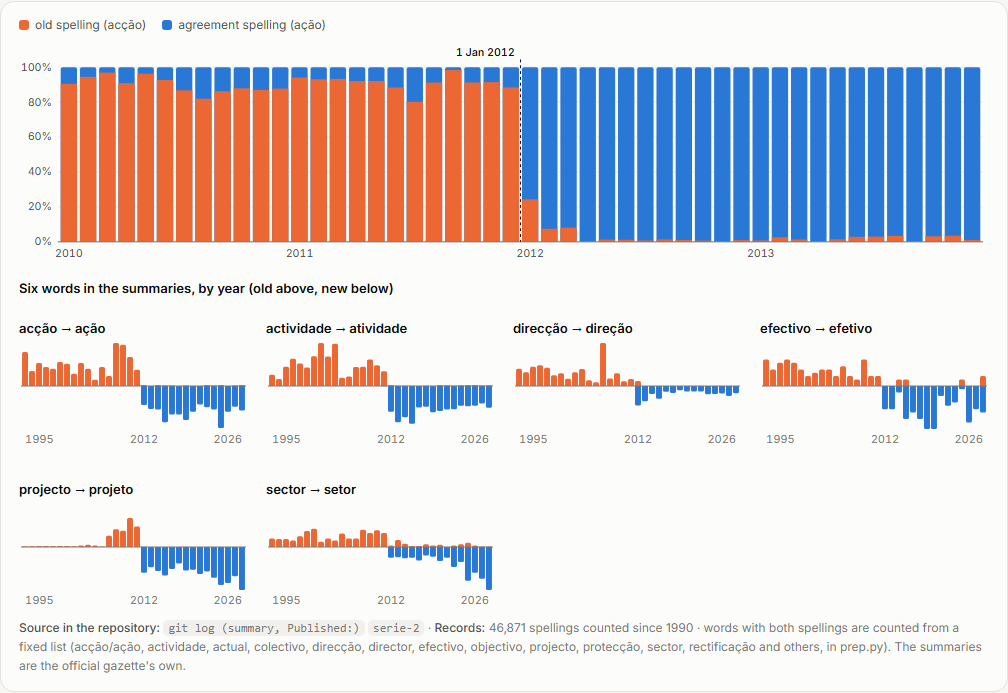 old spelling (acção) agreement spelling (ação)
1 Jan 2012
100%
80%
60%
40%
20%
0%
2010 2011 2012 2013
Six words in the summaries, by year (old above, new below)
acção → ação actividade → atividade direcção → direção efectivo → efetivo
1995 2012 2026 1995 2012 2026 1995 2012 2026 1995 2012 2026
projecto → projeto sector → setor
1995 2012 2026 1995 2012 2026
Source in the repository: git log (summary, Published:) serie-2 · Records: 46,871 spellings counted since 1990 · words with both spellings are counted from a
fixed list (acção/ação, actividade, actual, colectivo, direcção, director, efectivo, objectivo, projecto, protecção, sector, rectificação and others, in prep.py). The summaries
are the official gazette's own.